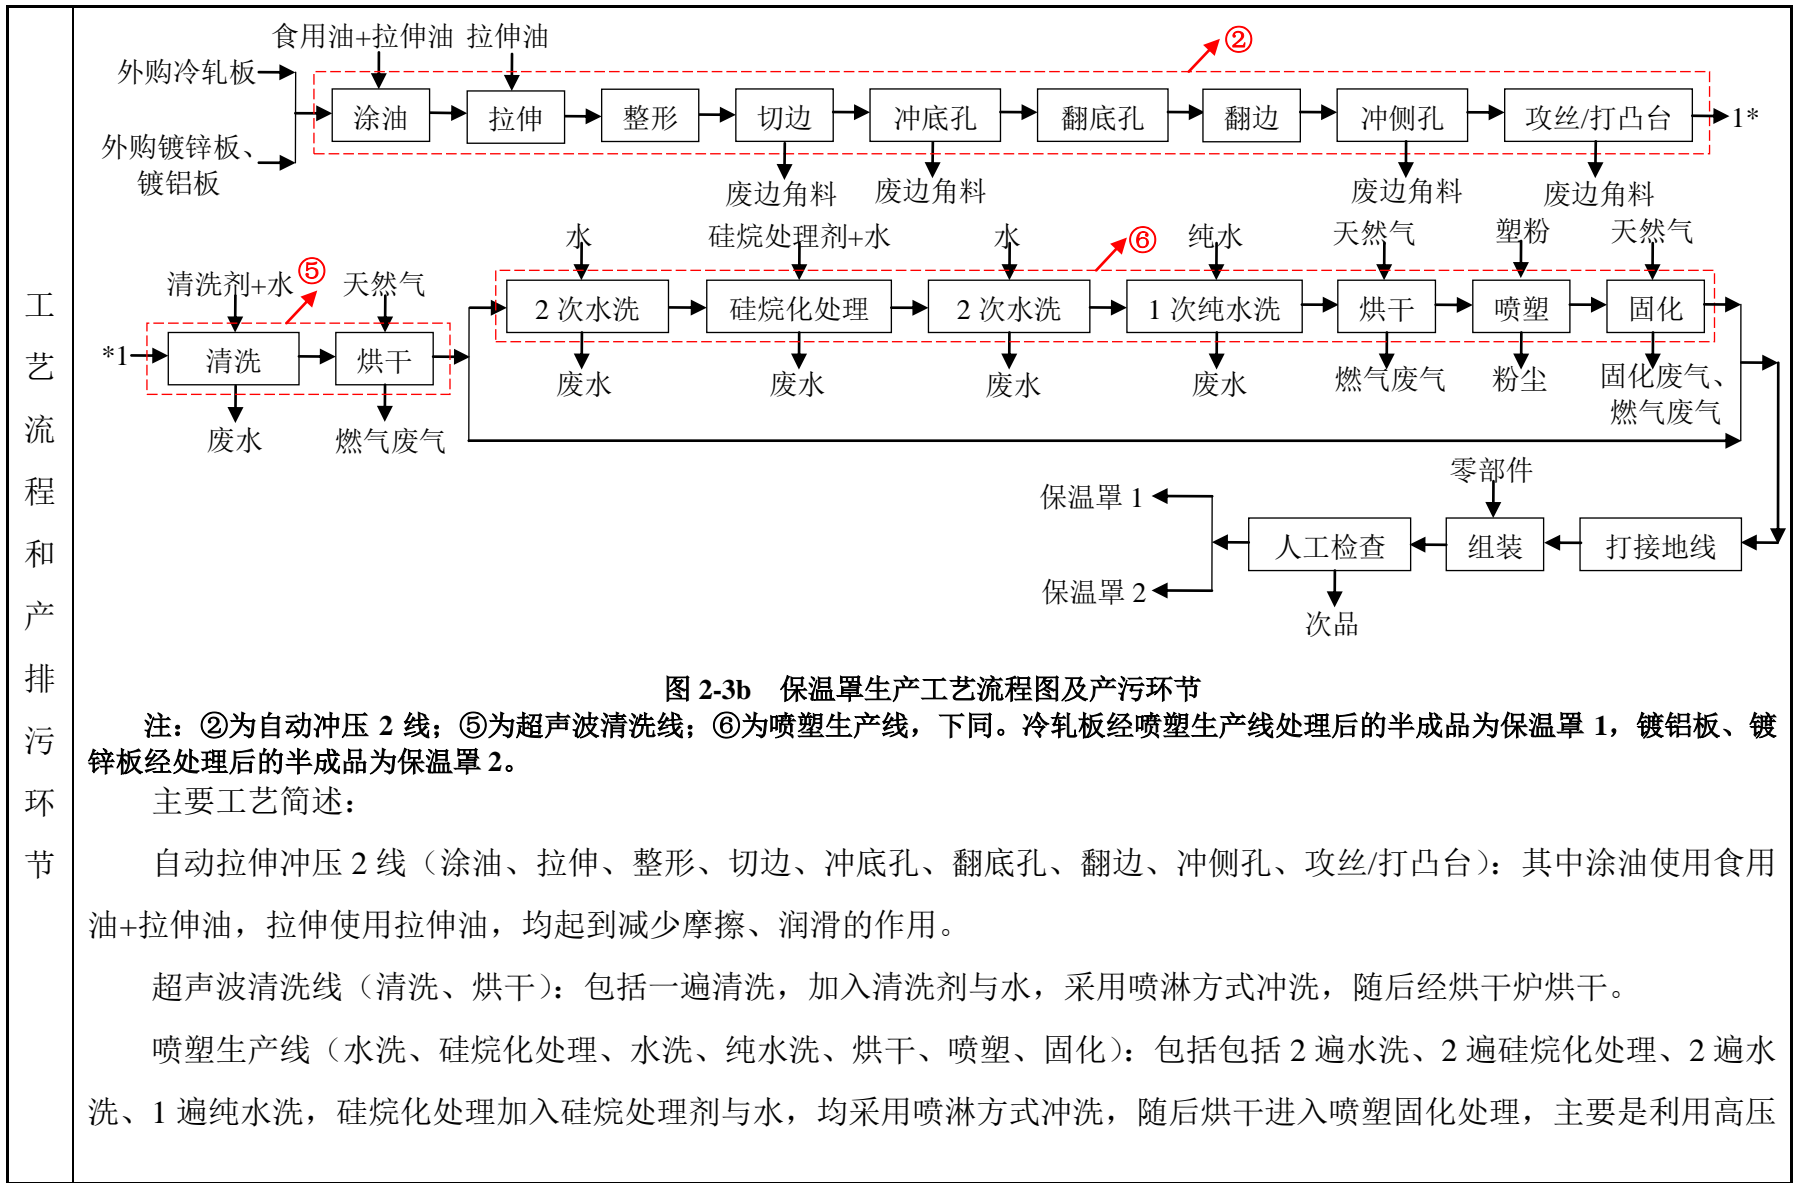 工艺流程和产排污环节
食用油+拉伸油 拉伸油
②
外购冷轧板
涂油 拉伸 整形 切边 冲底孔 翻底孔 翻边 冲侧孔 攻丝/打凸台 1*
外购镀锌板、
镀铝板
废边角料 废边角料 废边角料 废边角料
水 硅烷处理剂+水 水 ⑥ 纯水 天然气 塑粉 天然气
清洗剂+水 ⑤ 天然气
2 次水洗 硅烷化处理 2 次水洗 1 次纯水洗 烘干 喷塑 固化
*1 清洗 烘干
废水 废水 废水 废水 燃气废气 粉尘 固化废气、
燃气废气
废水 燃气废气
零部件
保温罩 1
人工检查 组装 打接地线
保温罩 2
次品
图 2-3b 保温罩生产工艺流程图及产污环节
注：②为自动冲压 2 线；⑤为超声波清洗线；⑥为喷塑生产线，下同。冷轧板经喷塑生产线处理后的半成品为保温罩 1，镀铝板、镀
锌板经处理后的半成品为保温罩 2。
主要工艺简述：
自动拉伸冲压 2 线（涂油、拉伸、整形、切边、冲底孔、翻底孔、翻边、冲侧孔、攻丝/打凸台）：其中涂油使用食用
油+拉伸油，拉伸使用拉伸油，均起到减少摩擦、润滑的作用。
超声波清洗线（清洗、烘干）：包括一遍清洗，加入清洗剂与水，采用喷淋方式冲洗，随后经烘干炉烘干。
喷塑生产线（水洗、硅烷化处理、水洗、纯水洗、烘干、喷塑、固化）：包括包括 2 遍水洗、2 遍硅烷化处理、2 遍水
洗、1 遍纯水洗，硅烷化处理加入硅烷处理剂与水，均采用喷淋方式冲洗，随后烘干进入喷塑固化处理，主要是利用高压